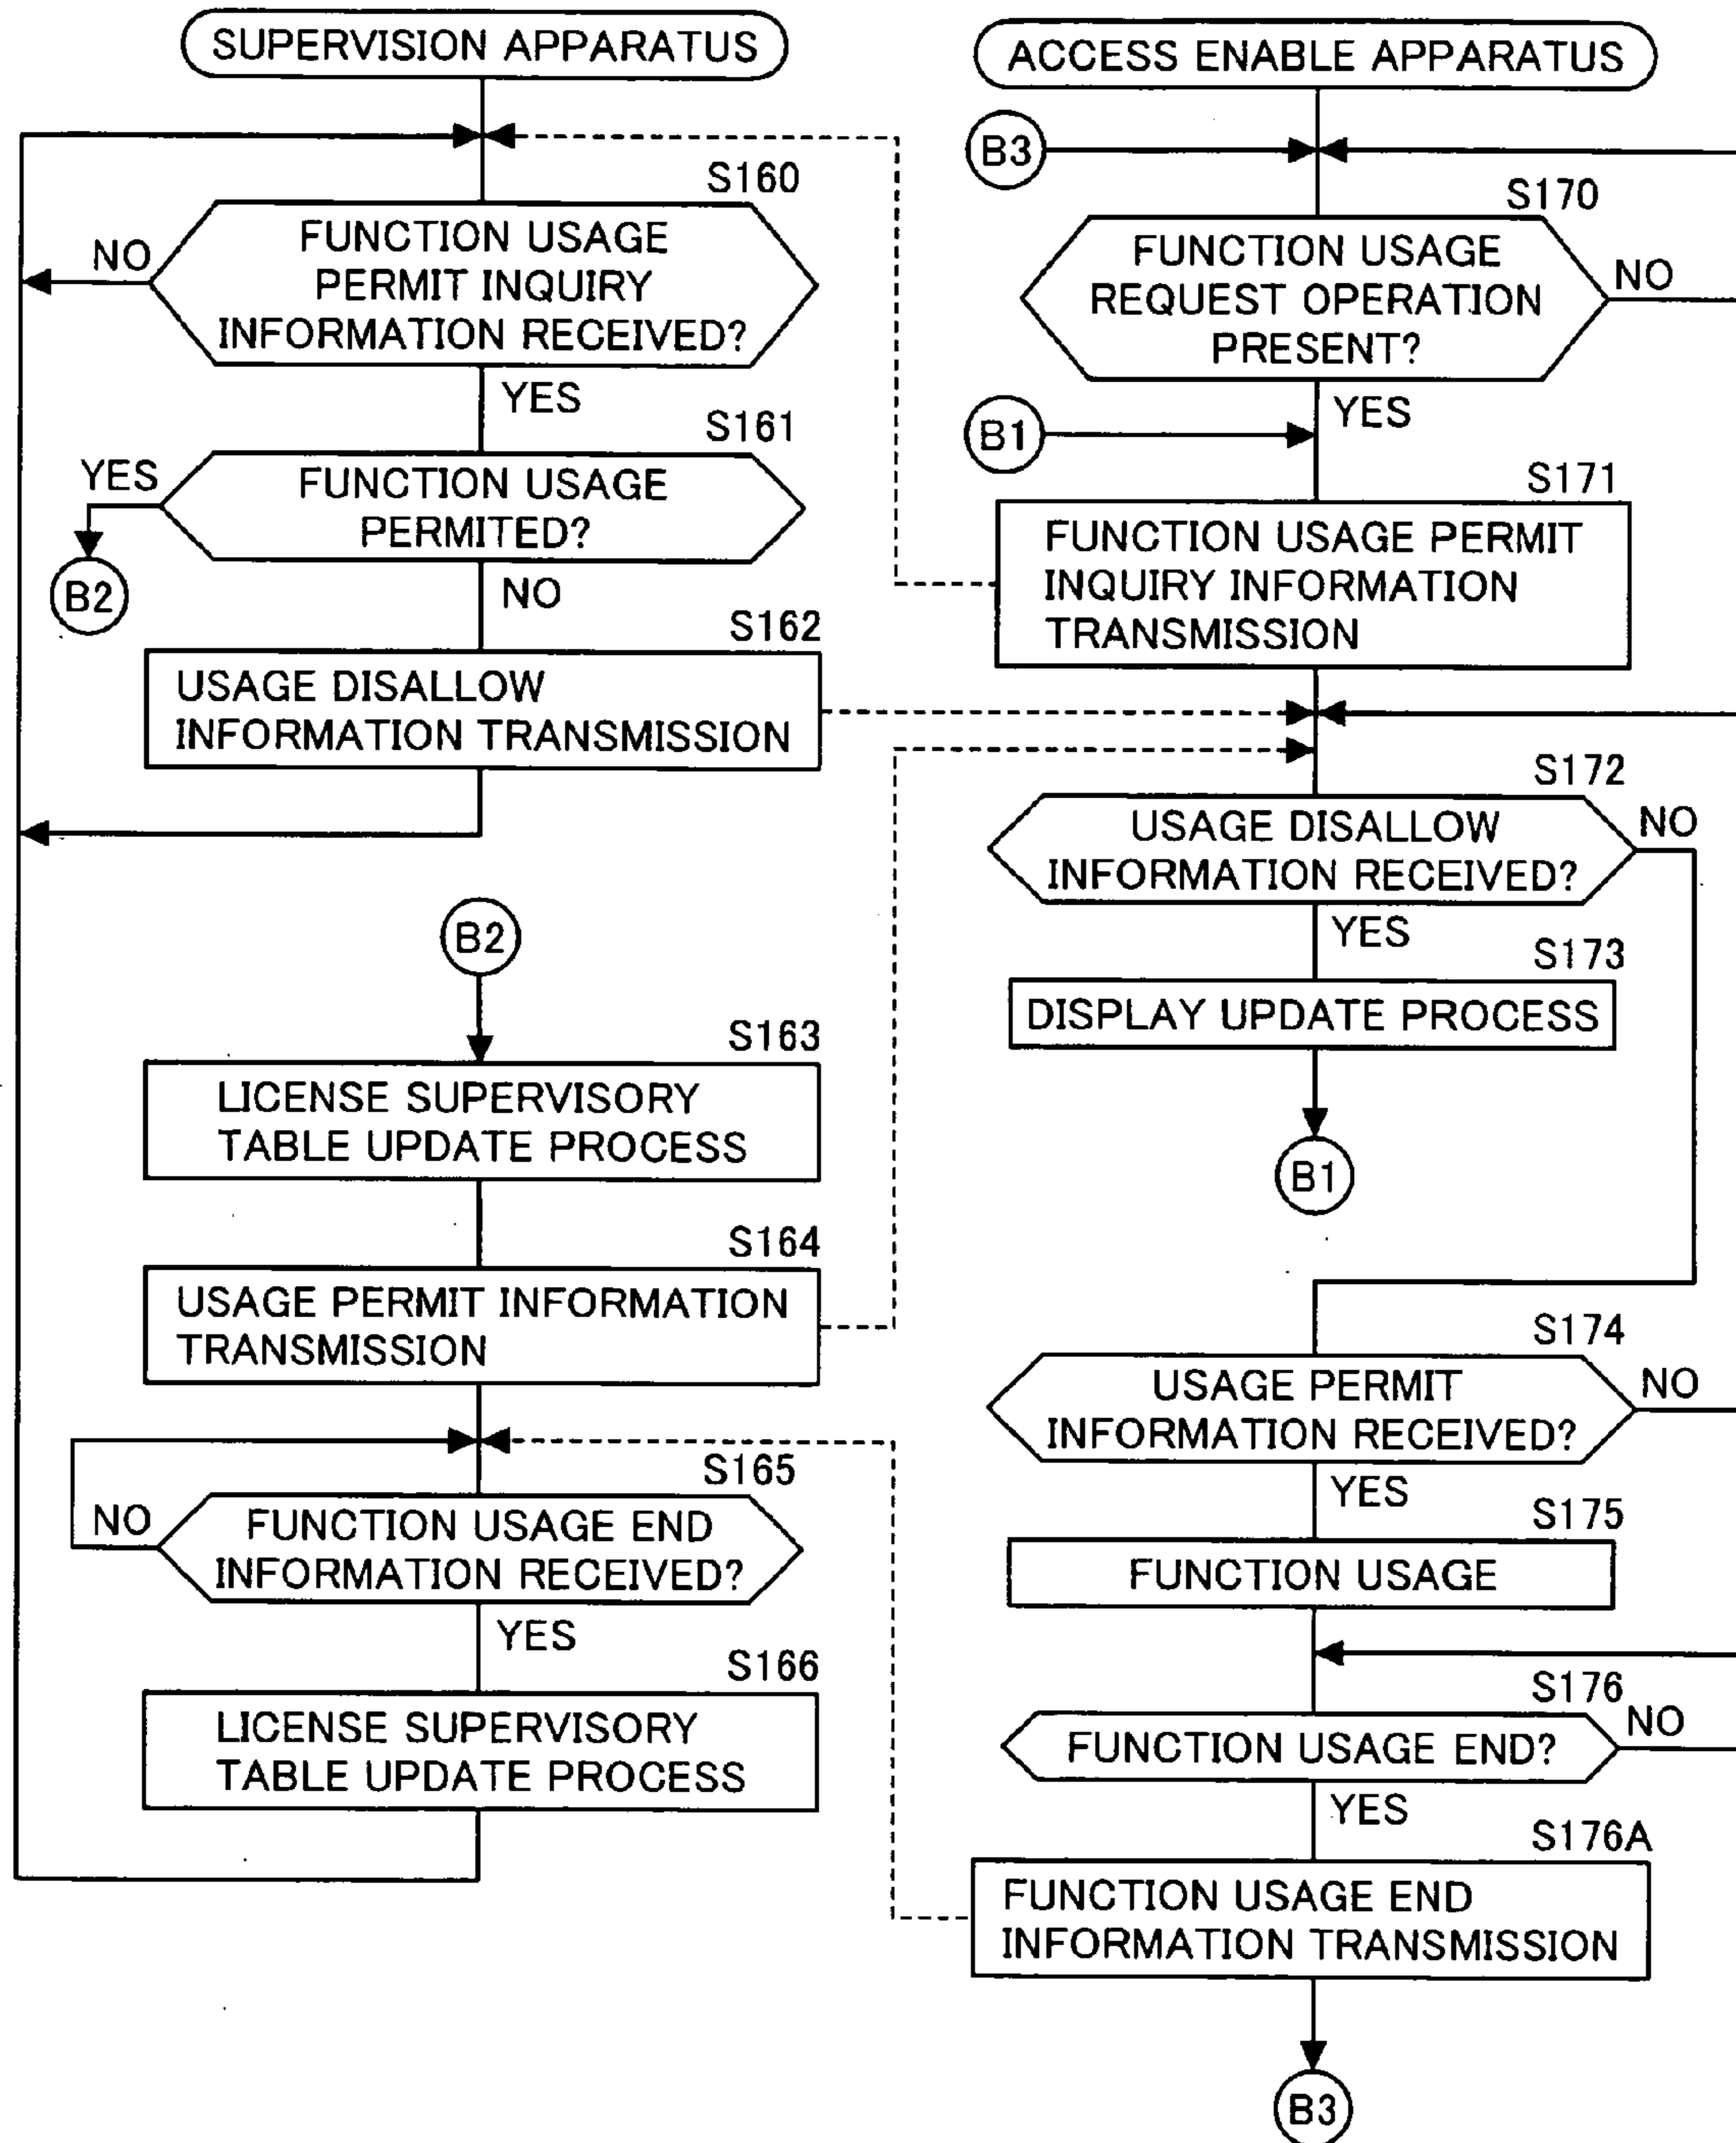 SUPERVISION APPARATUS
S160
FUNCTION USAGE
PERMIT INQUIRY
INFORMATION RECEIVED?
NO
YES
S161
YES
FUNCTION USAGE
PERMITED?
B2
NO
S162
USAGE DISALLOW
INFORMATION TRANSMISSION
B2
S163
LICENSE SUPERVISORY
TABLE UPDATE PROCESS
S164
USAGE PERMIT INFORMATION
TRANSMISSION
S165
NO
FUNCTION USAGE END
INFORMATION RECEIVED?
YES
S166
LICENSE SUPERVISORY
TABLE UPDATE PROCESS
ACCESS ENABLE APPARATUS
B3
S170
FUNCTION USAGE
REQUEST OPERATION
PRESENT?
NO
YES
B1
S171
FUNCTION USAGE PERMIT
INQUIRY INFORMATION
TRANSMISSION
S172
USAGE DISALLOW
INFORMATION RECEIVED?
NO
YES
S173
DISPLAY UPDATE PROCESS
B1
S174
USAGE PERMIT
INFORMATION RECEIVED?
NO
YES
S175
FUNCTION USAGE
S176
FUNCTION USAGE END?
NO
YES
S176A
FUNCTION USAGE END
INFORMATION TRANSMISSION
B3